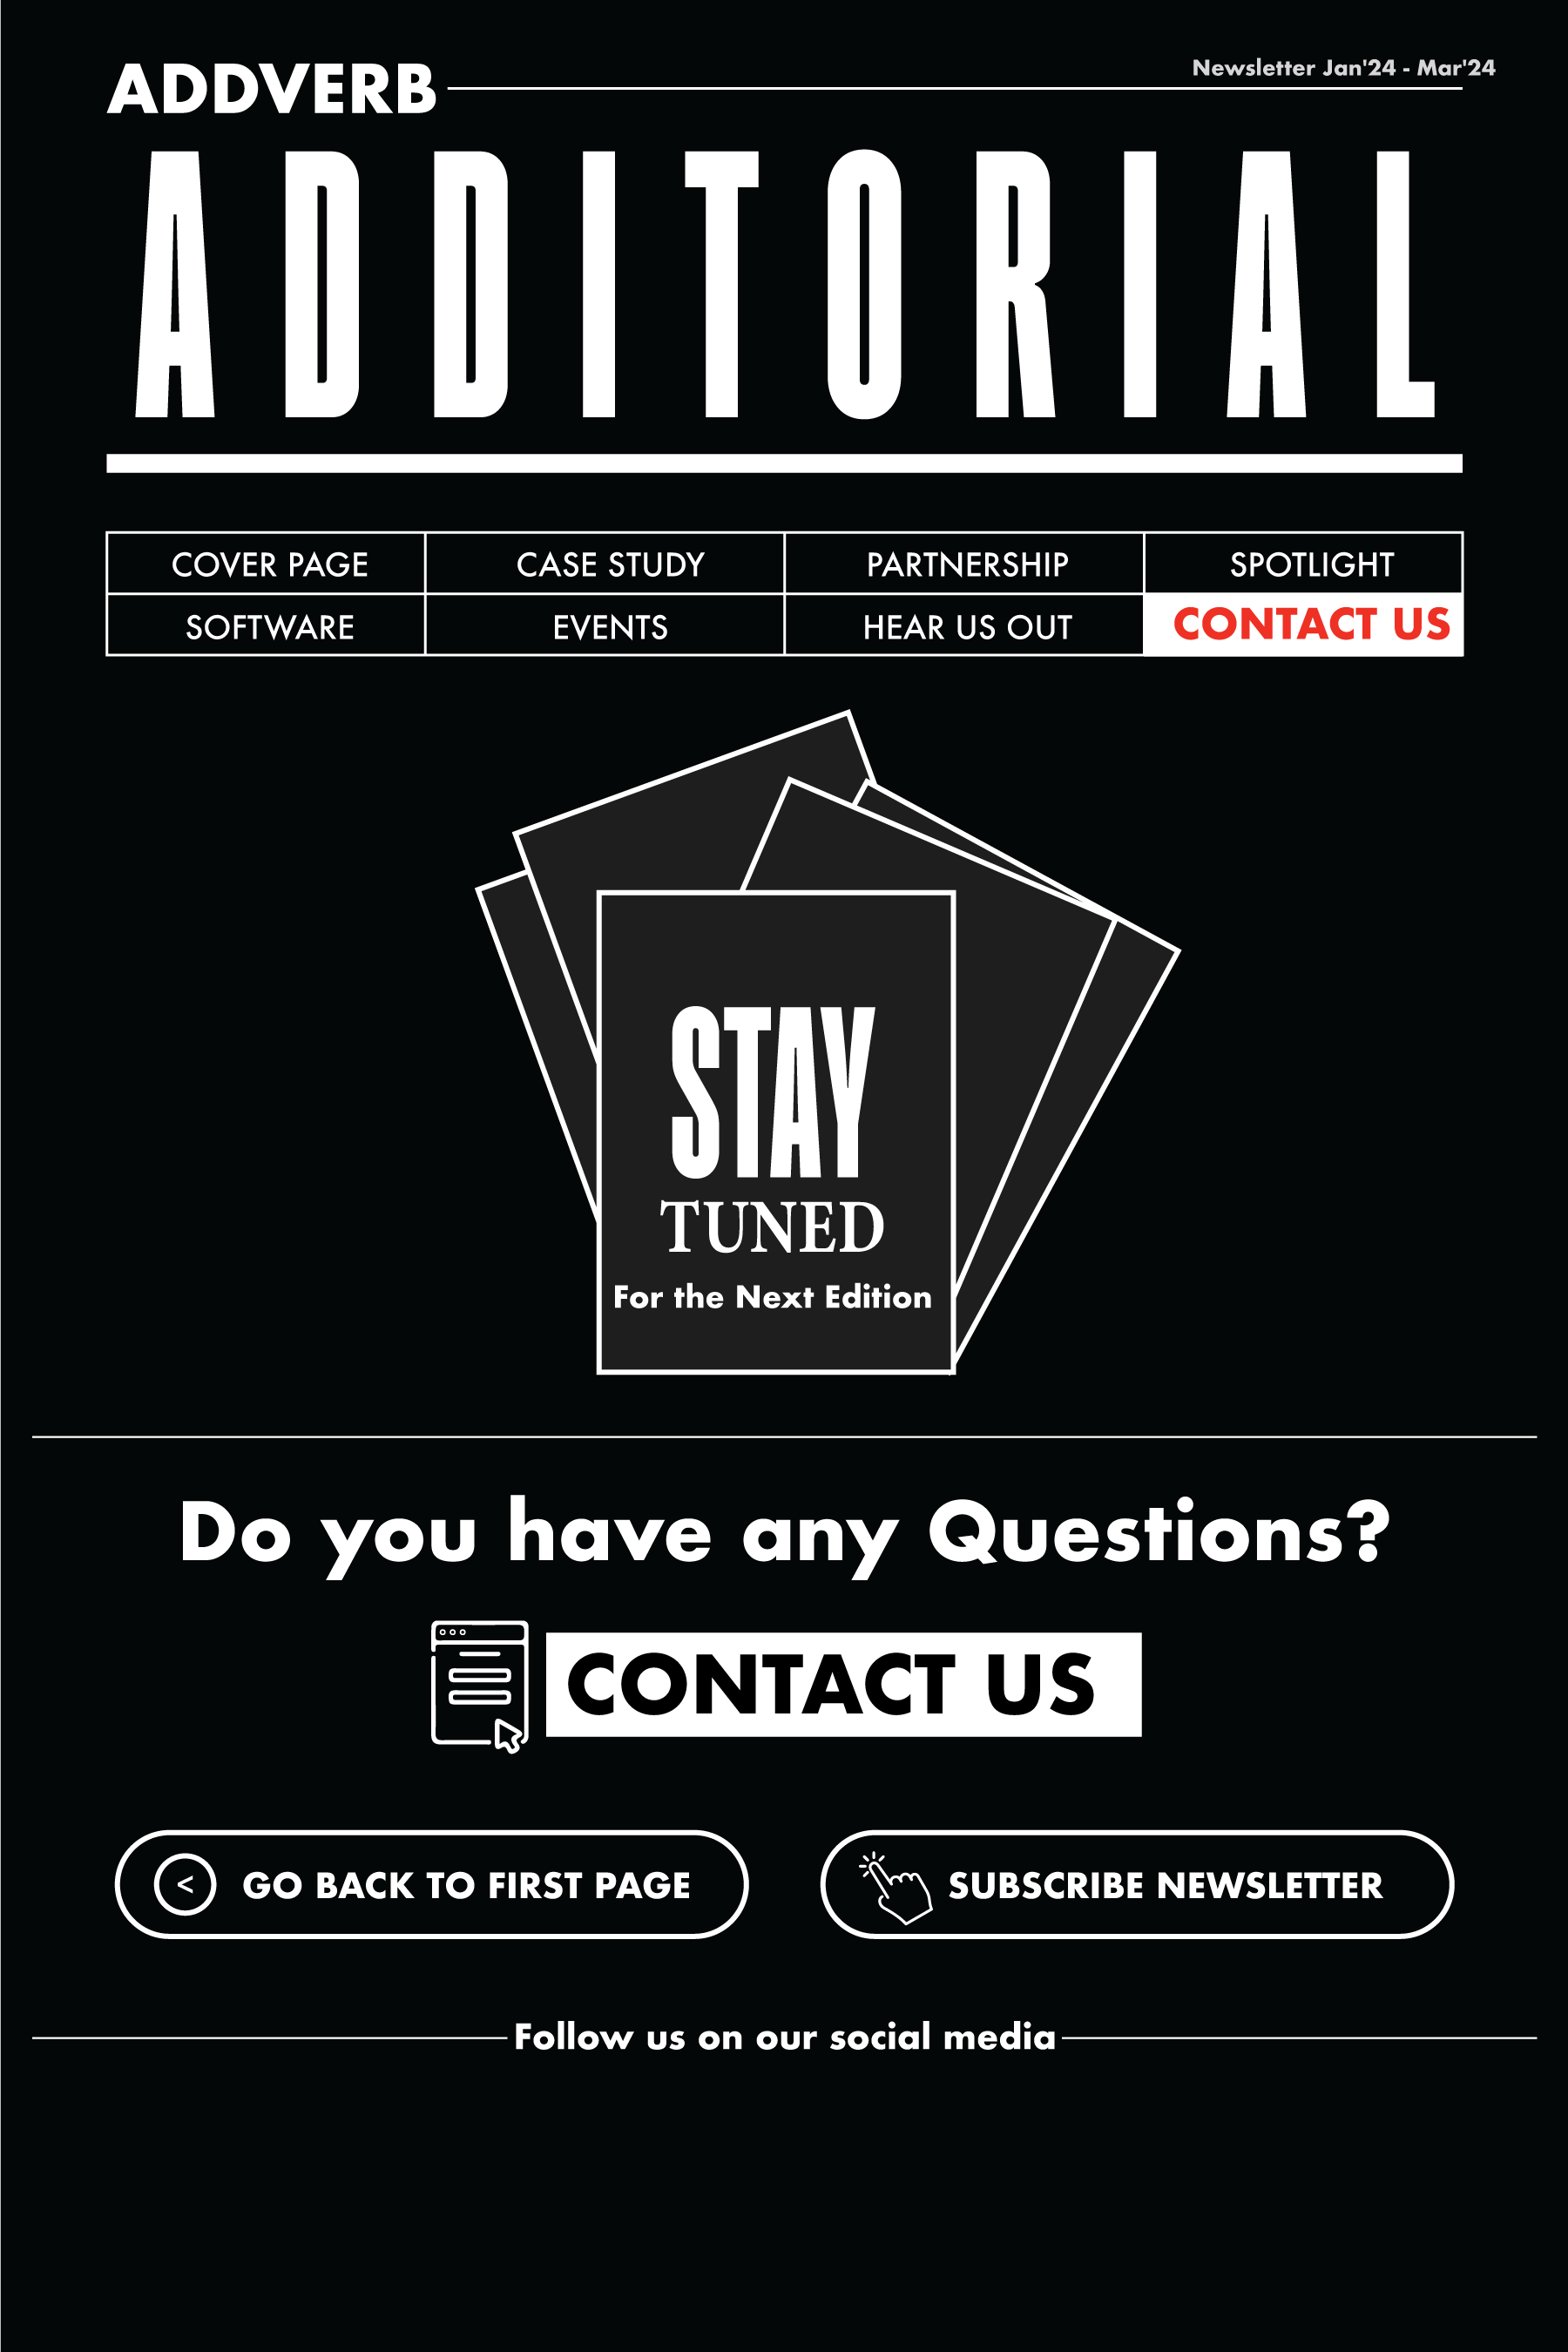 ADDVERB
Newsletter Jan'24 - Mar'24
ADDITORIAL
COVER PAGE
CASE STUDY
PARTNERSHIP
SPOTLIGHT
SOFTWARE
EVENTS
HEAR US OUT
CONTACT US
STAY
TUNED
For the Next Edition
Do you have any Questions?
CONTACT US
< GO BACK TO FIRST PAGE
SUBSCRIBE NEWSLETTER
Follow us on our social media